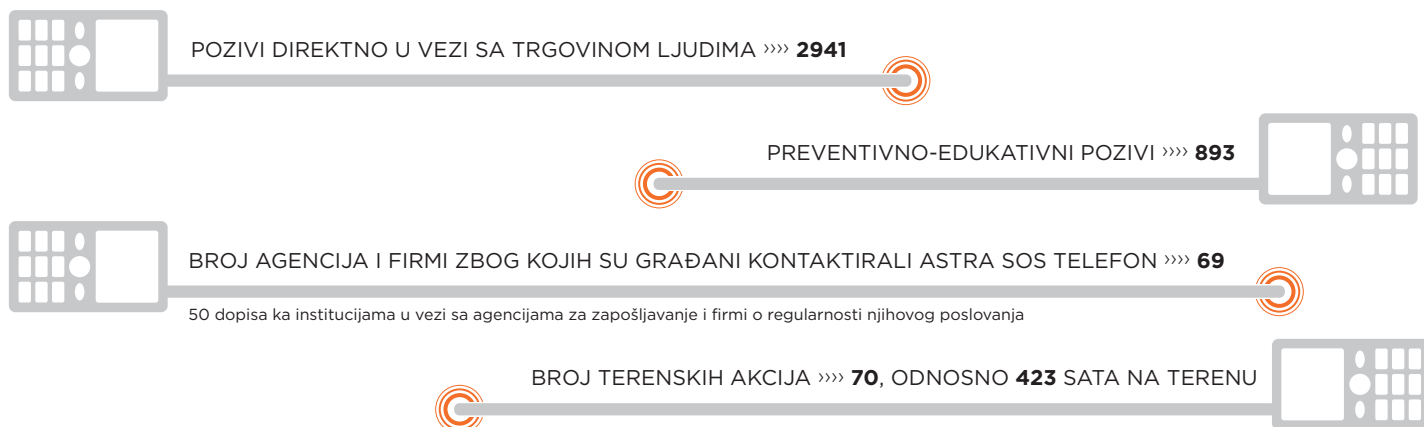 POZIVI DIREKTNO U VEZI SA TRGOVINOM LJUDIMA ›››› 2941
PREVENTIVNO-EDUKATIVNI POZIVI ›››› 893
BROJ AGENCIJA I FIRMI ZBOG KOJIH SU GRAĐANI KONTAKTIRALI ASTRA SOS TELEFON ›››› 69
50 dopisa ka institucijama u vezi sa agencijama za zapošljavanje i firmi o regularnosti njihovog poslovanja
BROJ TERENSKIH AKCIJA ›››› 70, ODNOSNO 423 SATA NA TERENU